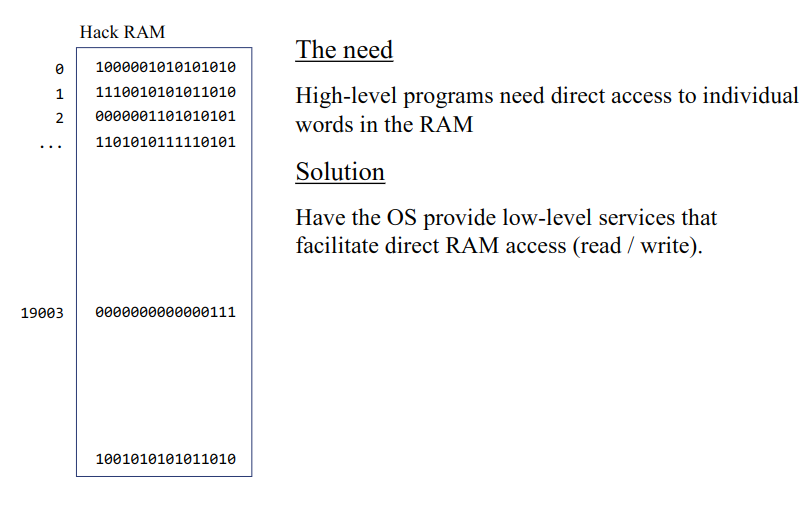 Hack RAM
0 1000001010101010
1 1110010101011010
2 0000001101010101
... 1101010111110101
19003 0000000000000111
1001010101011010
The need
High-level programs need direct access to individual
words in the RAM
Solution
Have the OS provide low-level services that
facilitate direct RAM access (read / write).